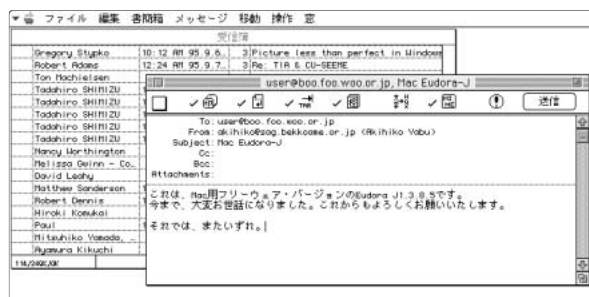 ファイル 編集 書簡箱 メッセージ 移動 操作 窓
受信簿
Gregory Stupko 10:12 AM 95.9.6.. 3 Picture less than perfect in Windows
Robert Adams 12:24 AM 95.9.7.. 3 Re: TIA & CU-SEEME
Ton Machielsen
Tadahiro SHIMIZU
Tadahiro SHIMIZU
Tadahiro SHIMIZU
Tadahiro SHIMIZU
Nancy Worthington
Melissa Guinn - Co..
David Leahy
Matthew Sanderson
Robert Dennis
Hiroki Komukai
Paul
Mitsuhiko Yamada, ..
Ayamura Kikuchi
user@boo.foo.woo.or.jp, Mac Eudora-J
送信
To: user@boo.foo.woo.or.jp
From: akihiko@sag.bekkoame.or.jp (Akihiko Yabu)
Subject: Mac Eudora-J
Cc:
Bcc:
Attachments:
これは、Mac用フリーウェア・バージョンのEudora J1.3.8.5です。
今まで、大変お世話になりました。これからもよろしくお願いいたします。
それでは、またいずれ。